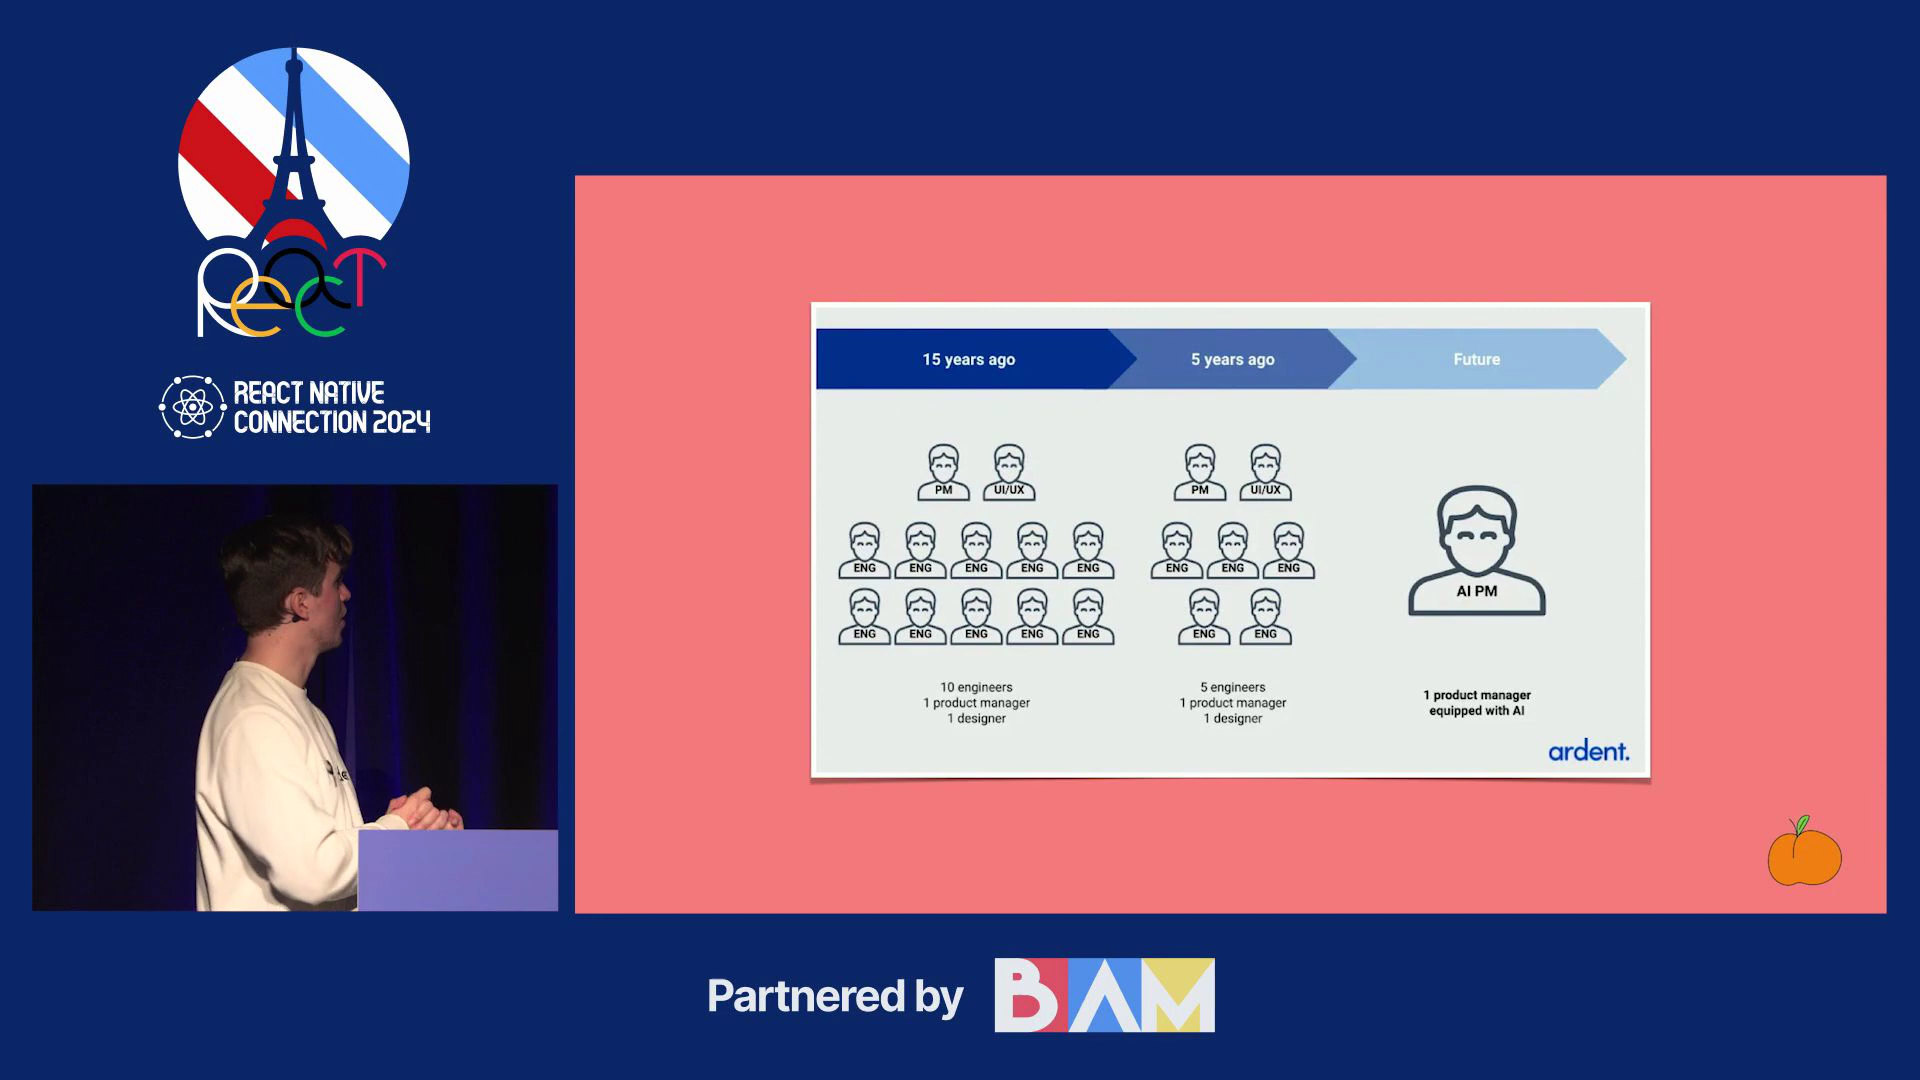 REACT
REACT NATIVE
CONNECTION 2024
15 years ago
5 years ago
Future
PM
UI/UX
ENG
ENG
ENG
ENG
ENG
ENG
ENG
ENG
ENG
ENG
10 engineers
1 product manager
1 designer
PM
UI/UX
ENG
ENG
ENG
ENG
ENG
5 engineers
1 product manager
1 designer
AI PM
1 product manager
equipped with AI
ardent.
Partnered by
BAM